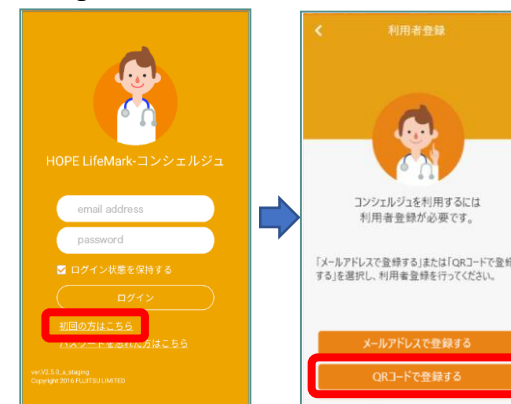 HOPE LifeMark-コンシェルジュ
email address
password
ログイン状態を保持する
ログイン
初回の方はこちら
パスワードを忘れた方はこちら
ver.V2.5.0_a_staging
Copyright 2016 FUJITSU LIMITED
利用者登録
コンシェルジュを利用するには
利用者登録が必要です。
「メールアドレスで登録する」または「QRコードで登録
する」を選択し、利用者登録を行ってください。
メールアドレスで登録する
QRコードで登録する